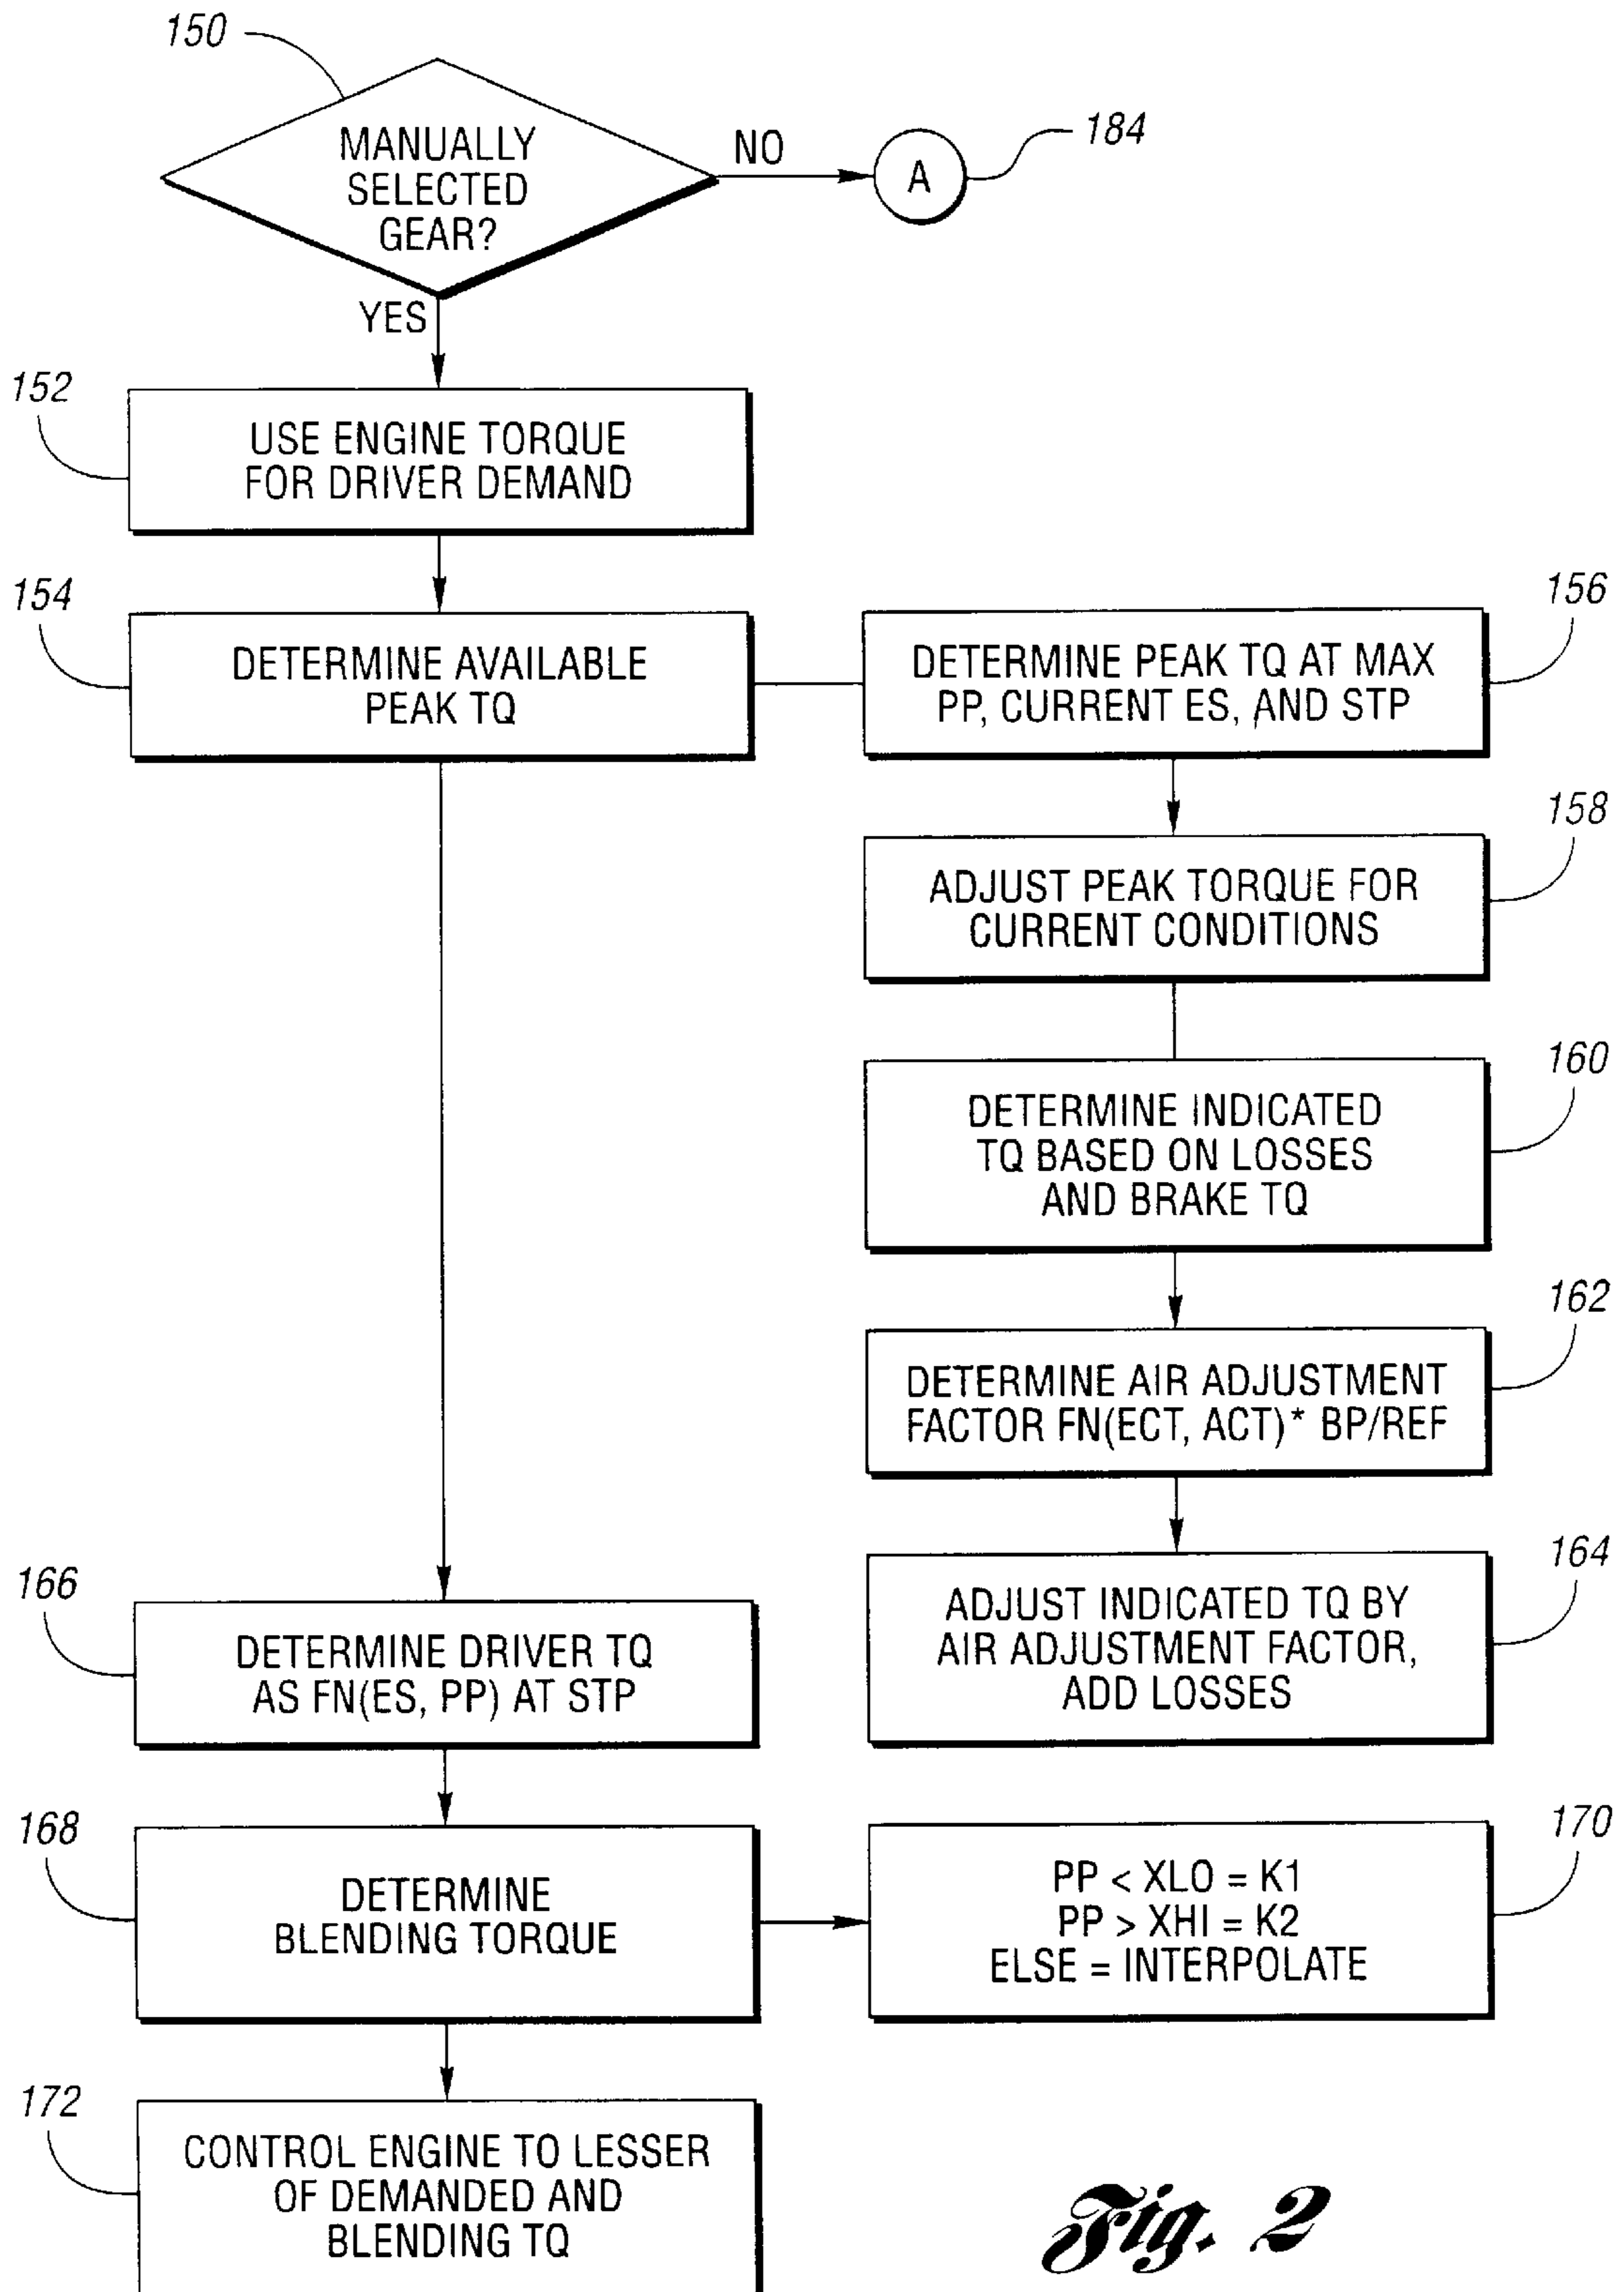 150
MANUALLY
SELECTED
GEAR?
NO
A
184
YES
152
USE ENGINE TORQUE
FOR DRIVER DEMAND
154
DETERMINE AVAILABLE
PEAK TQ
156
DETERMINE PEAK TQ AT MAX
PP, CURRENT ES, AND STP
158
ADJUST PEAK TORQUE FOR
CURRENT CONDITIONS
160
DETERMINE INDICATED
TQ BASED ON LOSSES
AND BRAKE TQ
162
DETERMINE AIR ADJUSTMENT
FACTOR FN(ECT, ACT) * BP/REF
164
ADJUST INDICATED TQ BY
AIR ADJUSTMENT FACTOR,
ADD LOSSES
166
DETERMINE DRIVER TQ
AS FN(ES, PP) AT STP
168
DETERMINE
BLENDING TORQUE
170
PP < XLO = K1
PP > XHI = K2
ELSE = INTERPOLATE
172
CONTROL ENGINE TO LESSER
OF DEMANDED AND
BLENDING TQ
Fig. 2